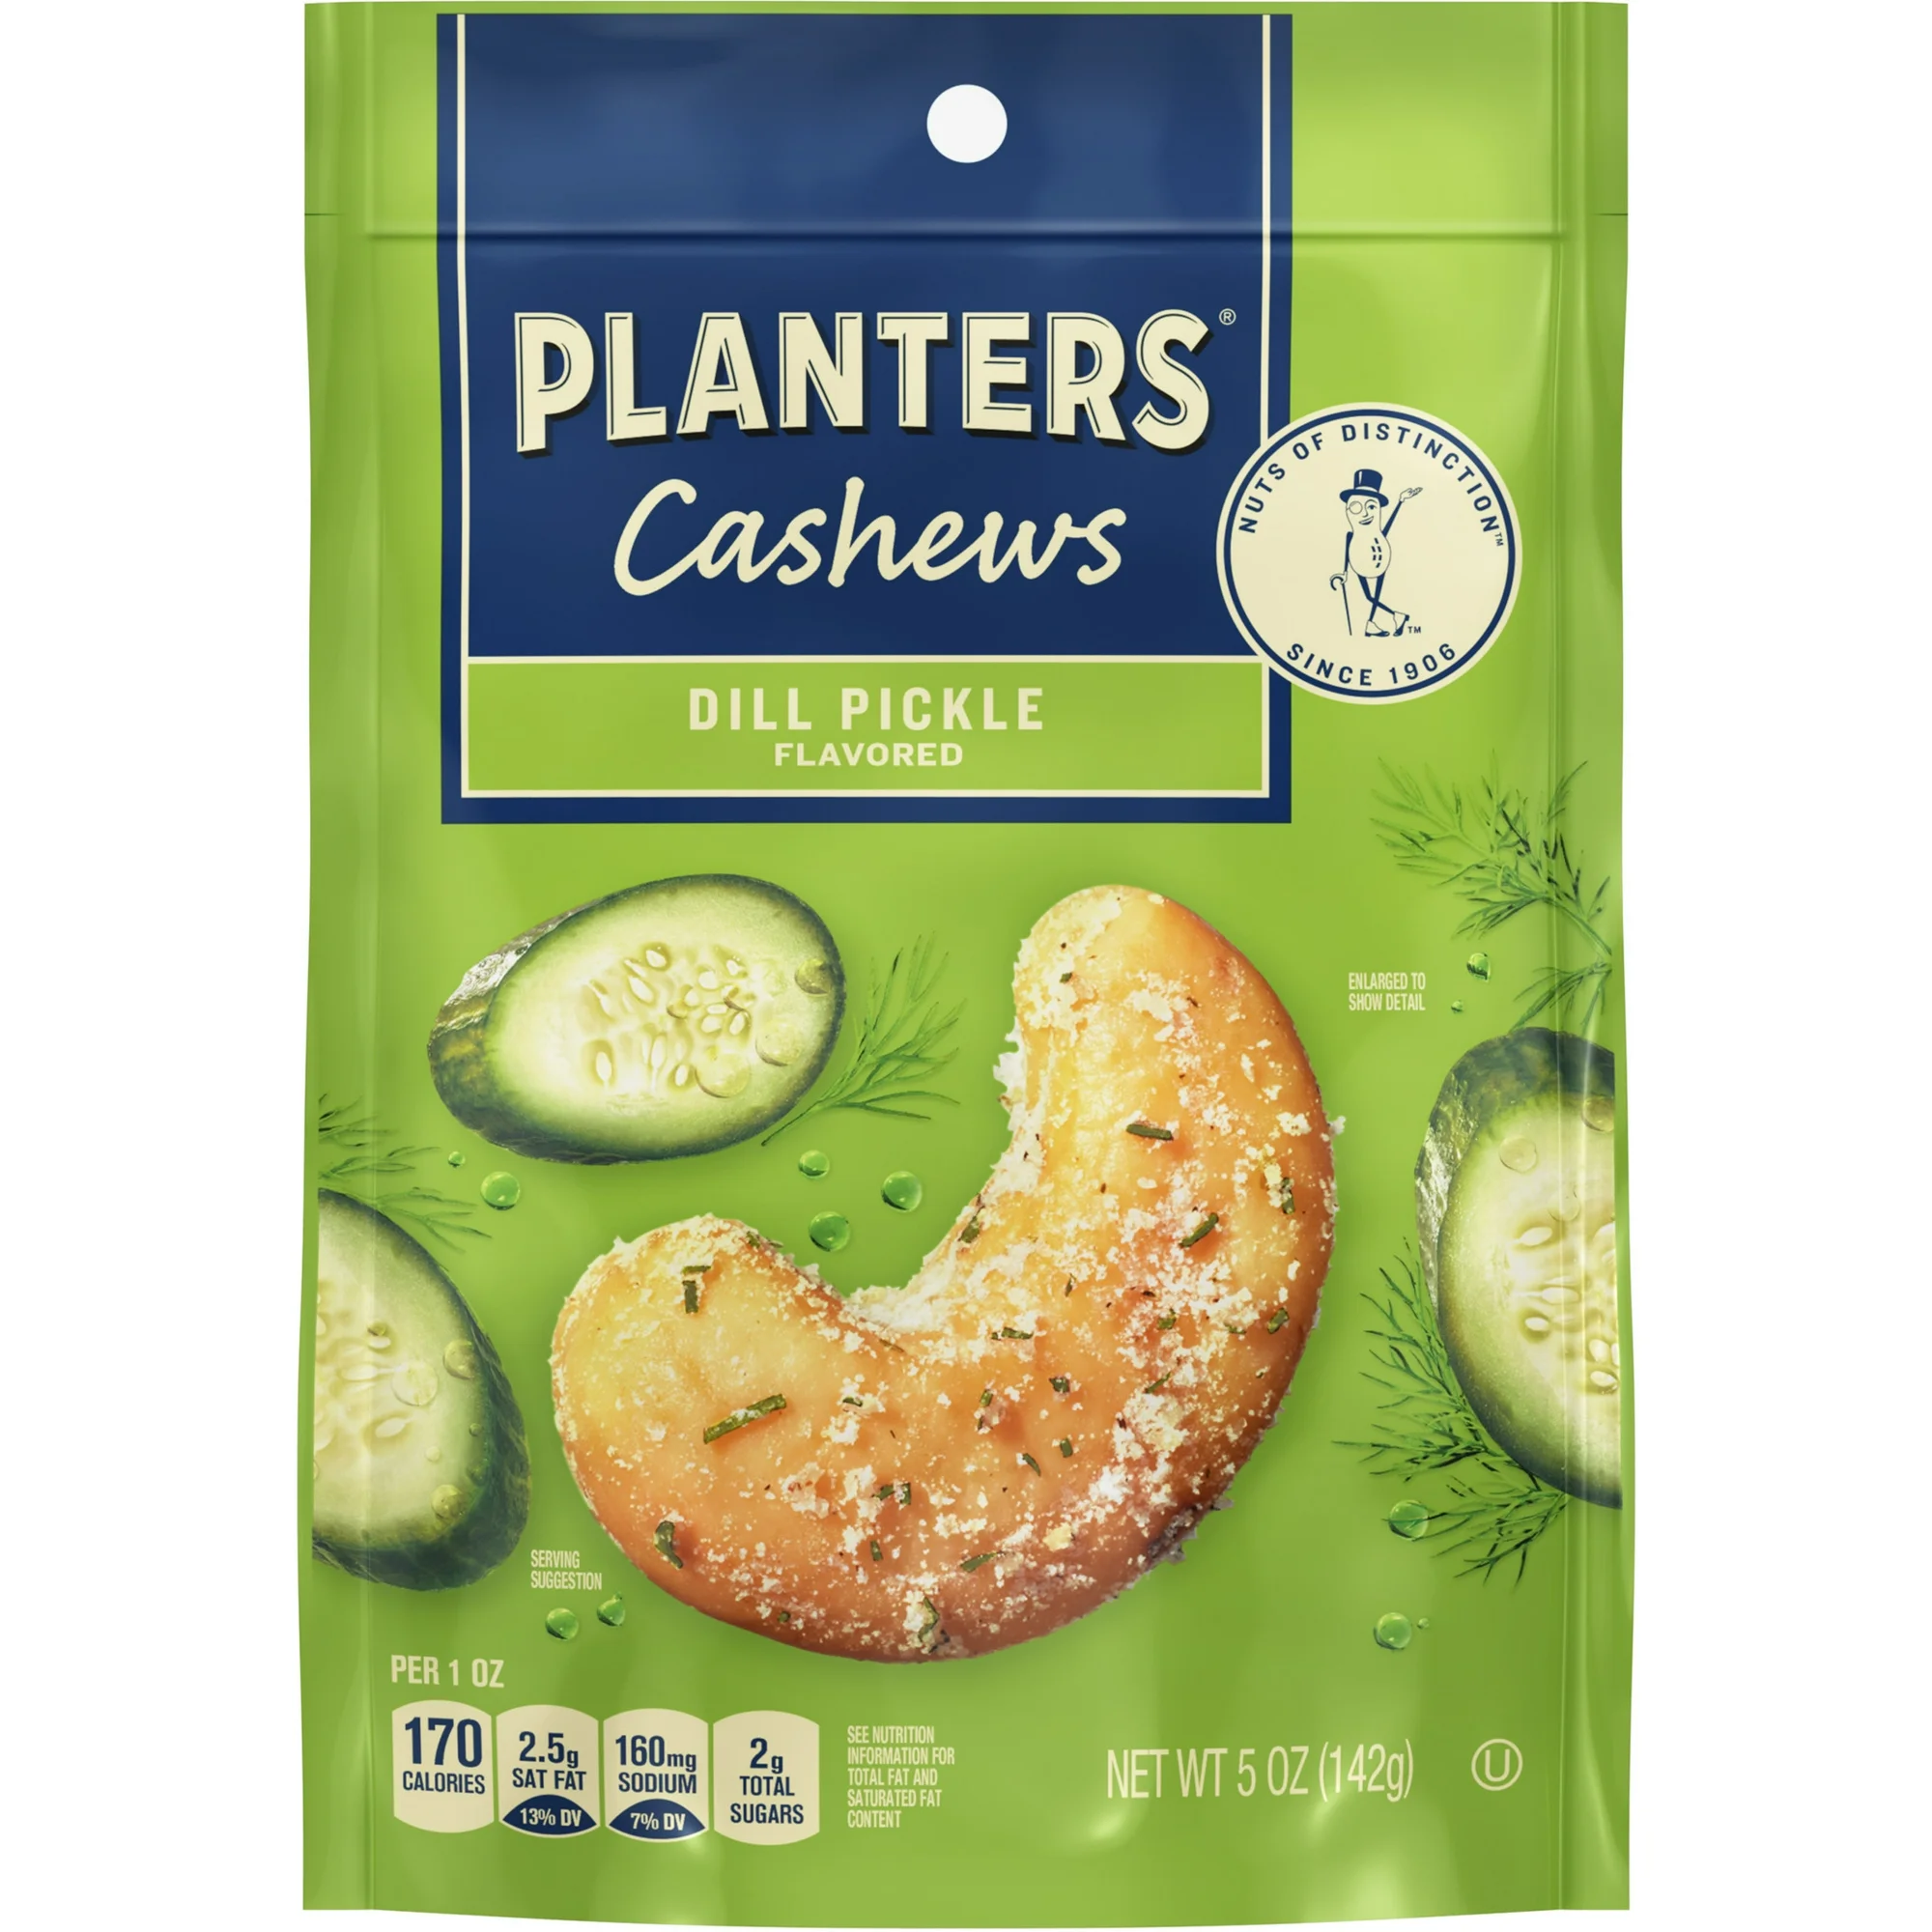 PLANTERS®
Cashews
NUTS OF DISTINCTION™
TM
SINCE 1906
DILL PICKLE
FLAVORED
ENLARGED TO
SHOW DETAIL
SERVING
SUGGESTION
PER 1 OZ
170
CALORIES
2.5g
SAT FAT
13% DV
160mg
SODIUM
7% DV
2g
TOTAL
SUGARS
SEE NUTRITION
INFORMATION FOR
TOTAL FAT AND
SATURATED FAT
CONTENT
NET WT 5 OZ (142g)
U